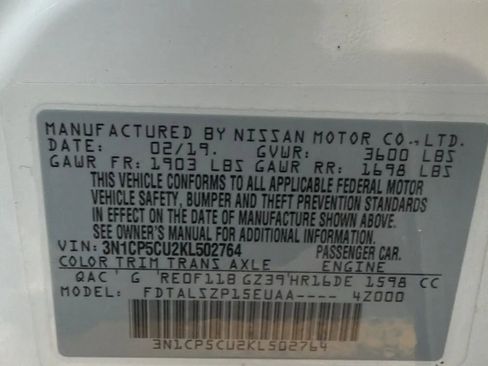 MANUFACTURED BY NISSAN MOTOR CO., LTD.
DATE: 02/19. GVWR: 3600 LBS
GAWR FR: 1903 LBS GAWR RR: 1698 LBS
THIS VEHICLE CONFORMS TO ALL APPLICABLE FEDERAL MOTOR
VEHICLE SAFETY, BUMPER AND THEFT PREVENTION STANDARDS
IN EFFECT ON THE DATE OF MANUFACTURE SHOWN ABOVE.
SEE OWNER'S MANUAL FOR ADDITIONAL INFORMATION.
VIN: 3N1CP5CU2KL502764 PASSENGER CAR.
COLOR TRIM TRANS AXLE ENGINE
QAC' G 'RE0F11B GZ39'HR16DE 1598 CC
MODEL: FDTALSZP15EUAA---- 4Z000
3N1CP5CU2KL502764